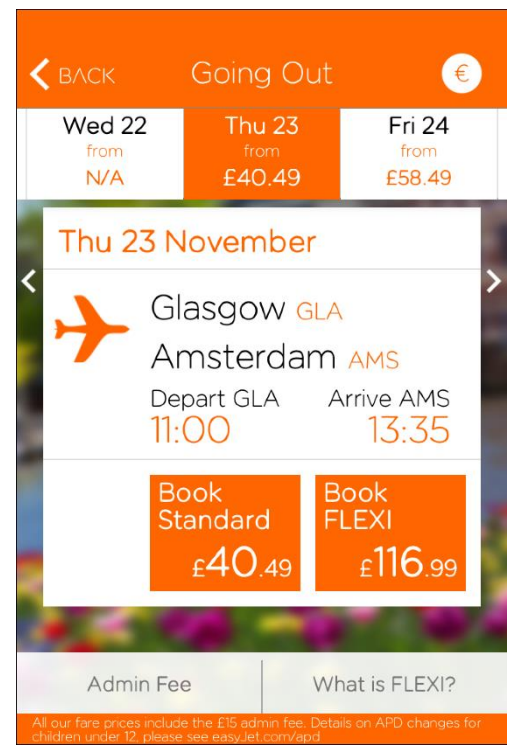 BACK Going Out €
Wed 22 Thu 23 Fri 24
from from from
N/A £40.49 £58.49
Thu 23 November
Glasgow GLA
Amsterdam AMS
Depart GLA Arrive AMS
11:00 13:35
Book Book
Standard FLEXI
£40.49 £116.99
Admin Fee What is FLEXI?
All our fare prices include the £15 admin fee. Details on APD changes for
children under 12, please see easyJet.com/apd